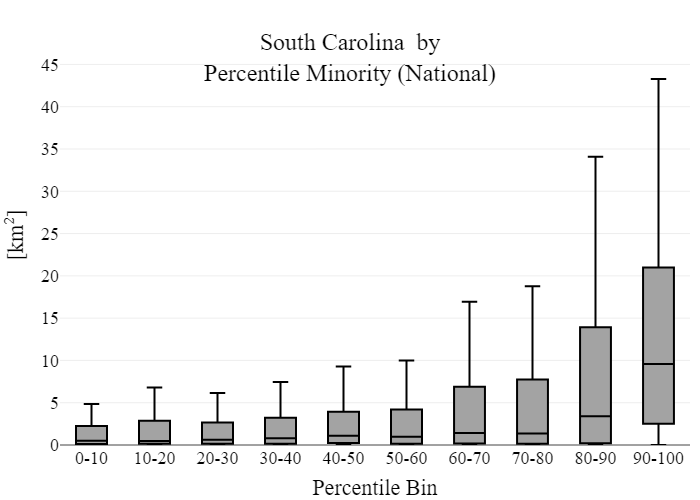 South Carolina  by
Percentile Minority (National)
45
40
35
30
25
20
15
10
5
0
[km²]
0-10 10-20 20-30 30-40 40-50 50-60 60-70 70-80 80-90 90-100
Percentile Bin